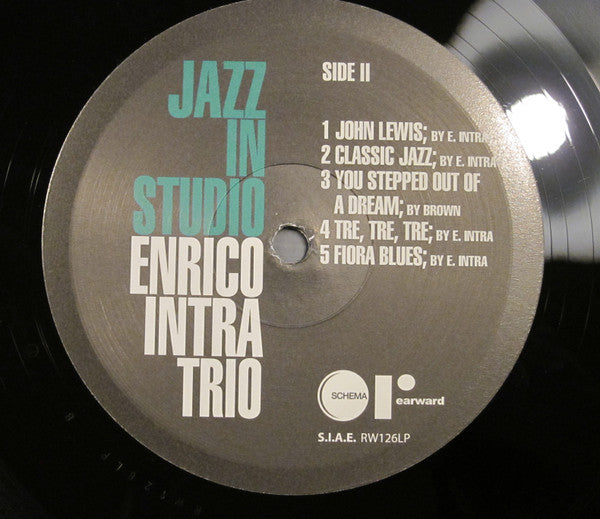 JAZZ
IN
STUDIO
ENRICO
INTRA
TRIO
SIDE II
1 JOHN LEWIS; BY E. INTRA
2 CLASSIC JAZZ; BY E. INTRA
3 YOU STEPPED OUT OF
A DREAM; BY BROWN
4 TRE, TRE, TRE; BY E. INTRA
5 FIORA BLUES; BY E. INTRA
SCHEMA
rearward
S.I.A.E. RW126LP
RW126LP